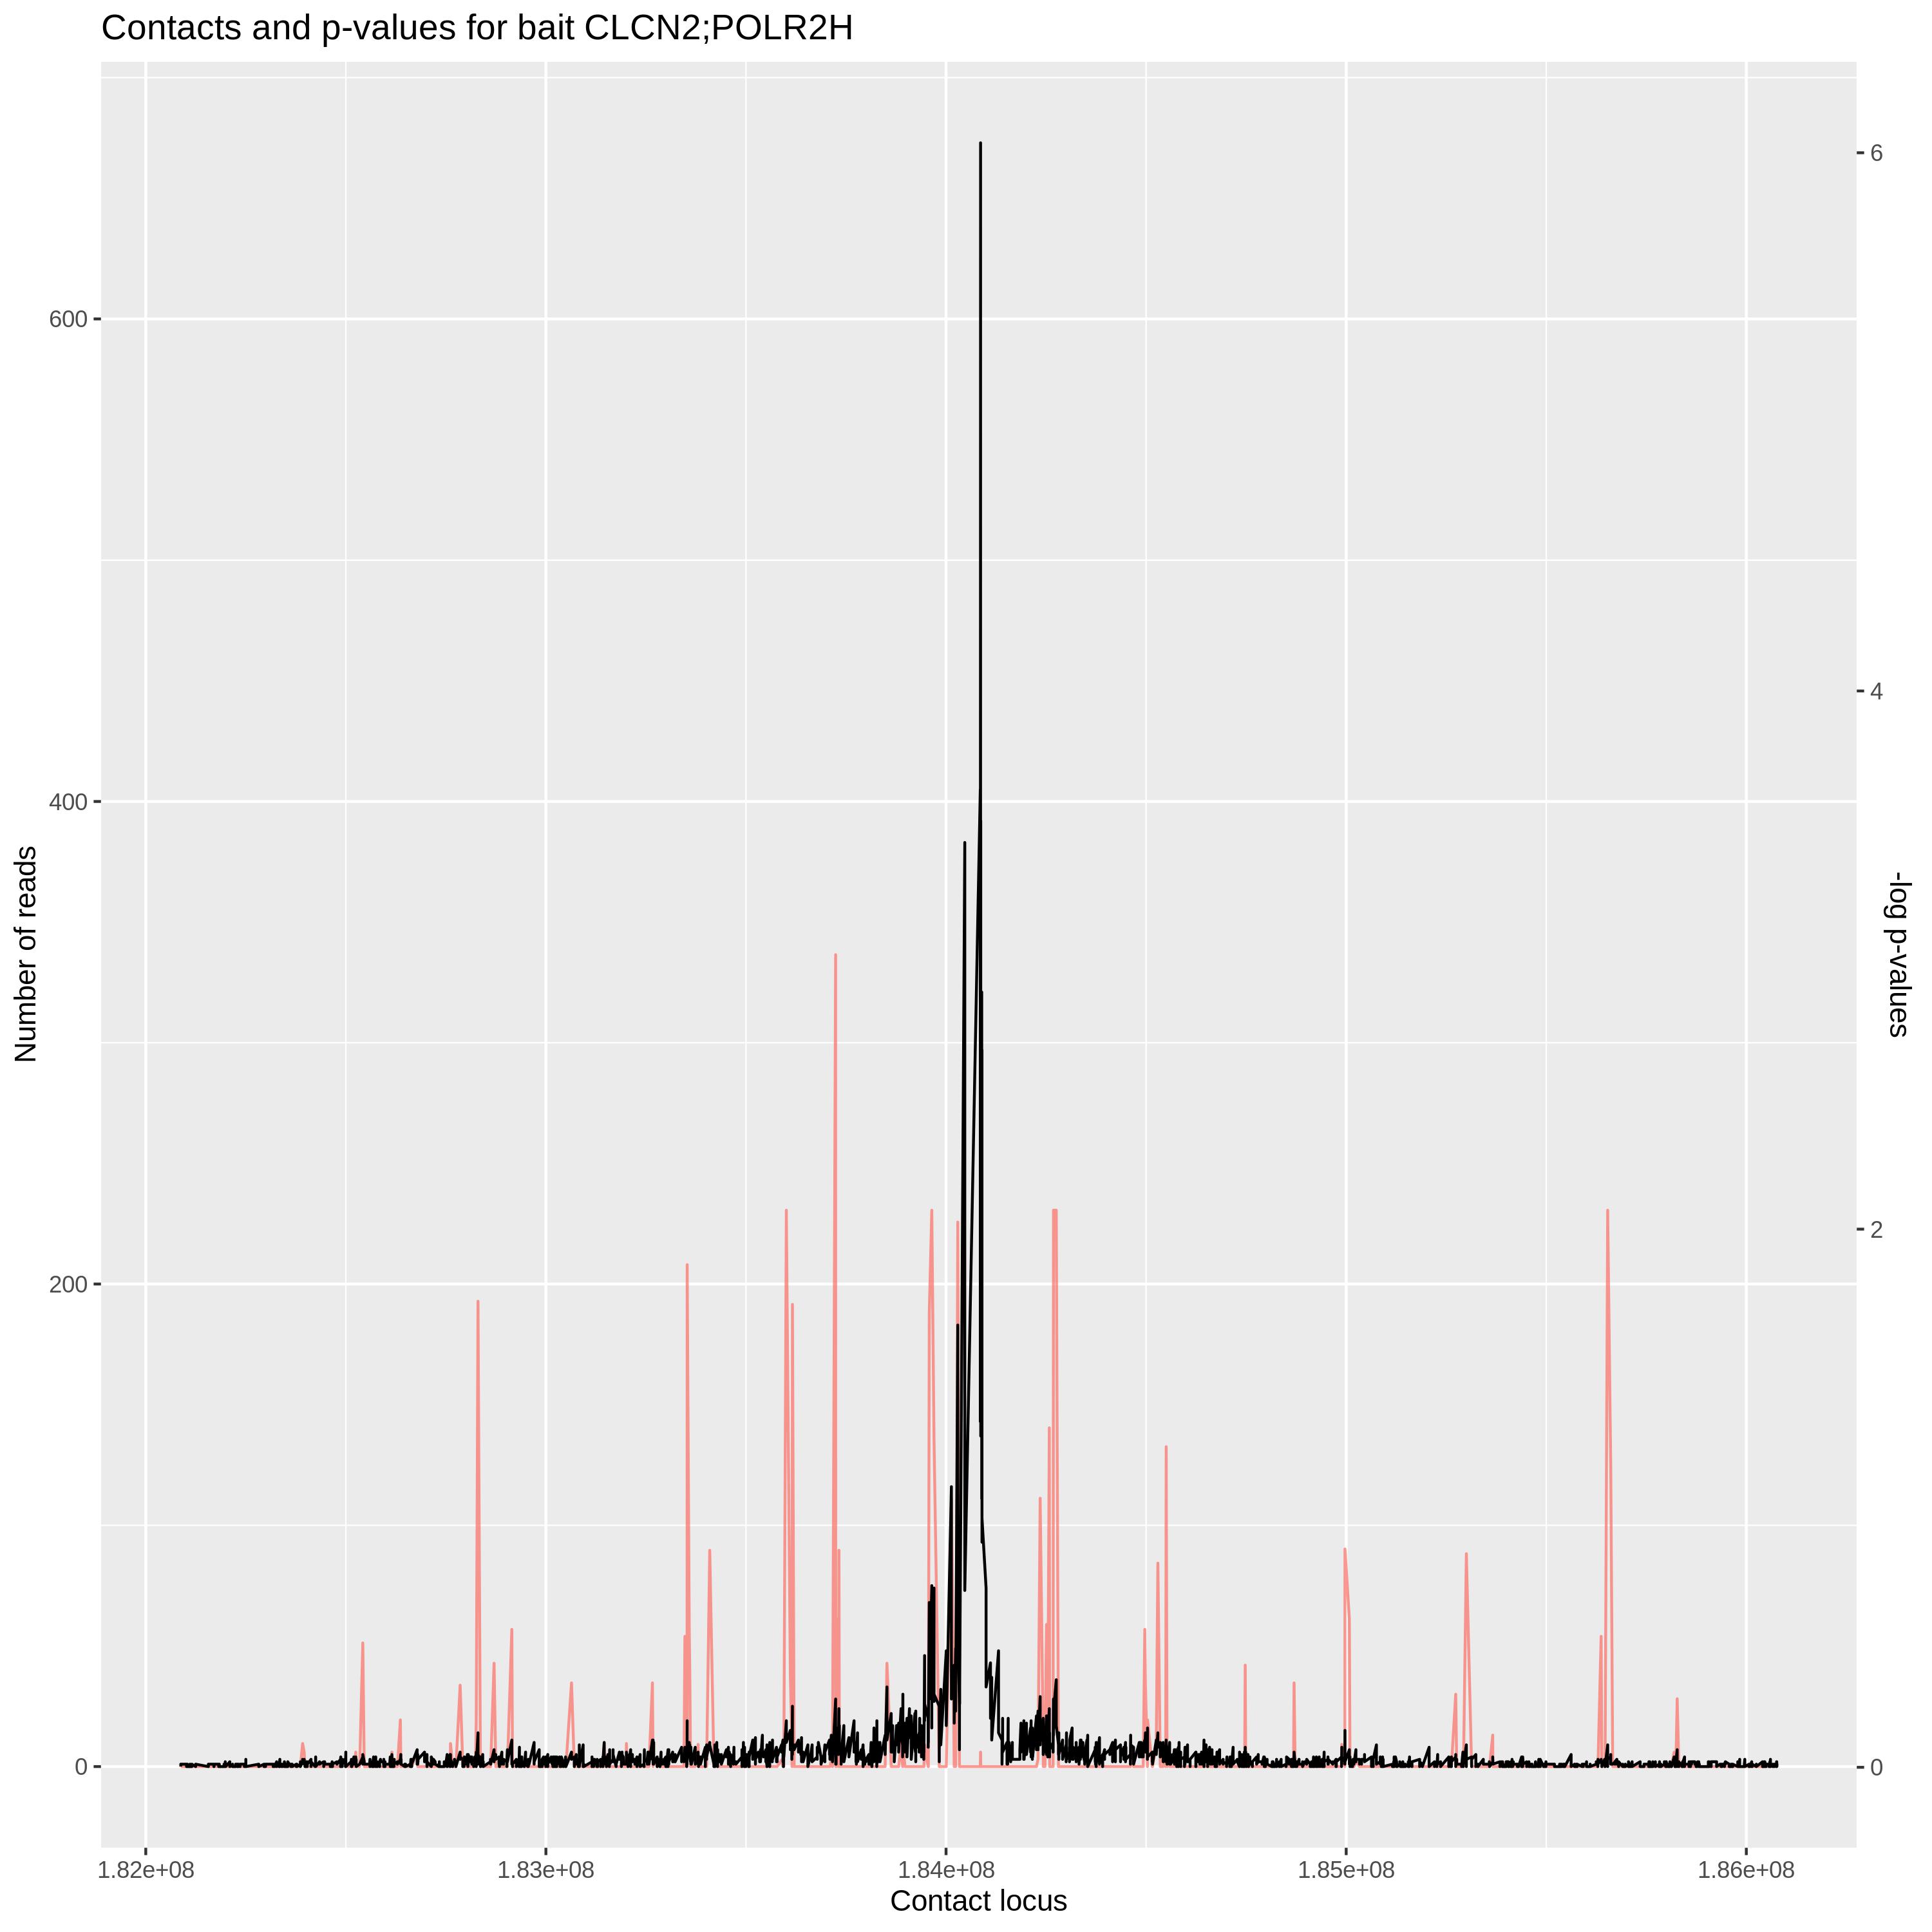 Contacts and p-values for bait CLCN2;POLR2H
Number of reads
600
400
200
0
6
4
2
0
-log p-values
1.82e+08
1.83e+08
1.84e+08
1.85e+08
1.86e+08
Contact locus